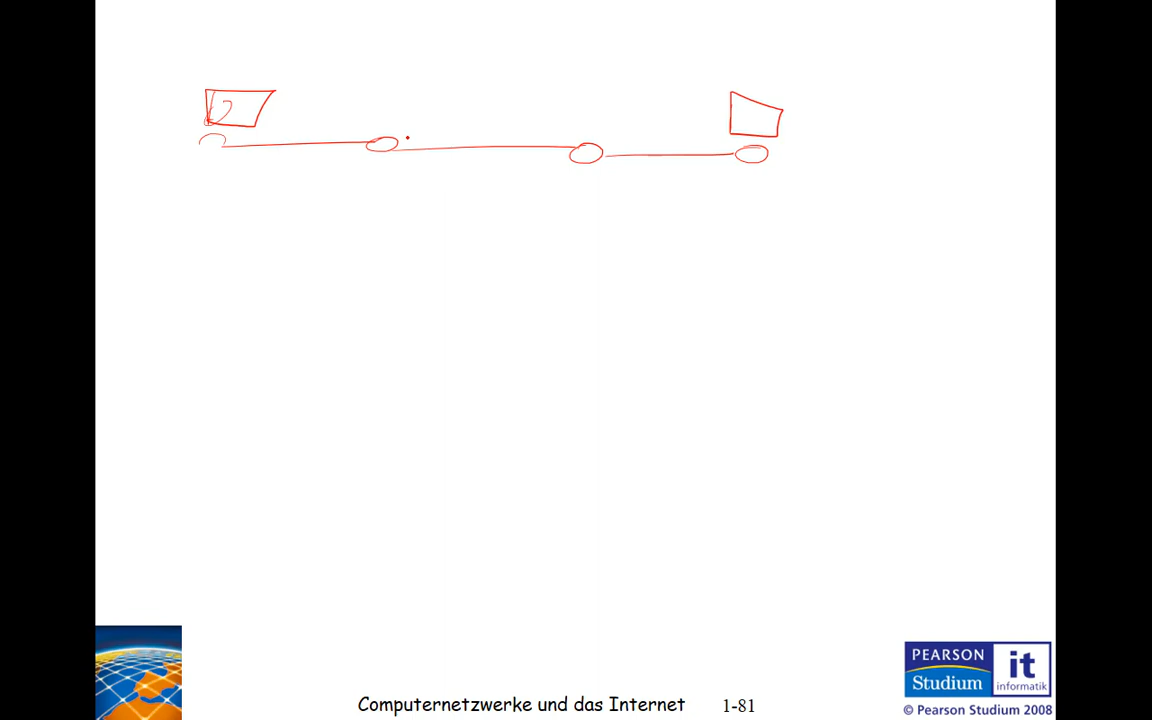 Computernetzwerke und das Internet 1-81
PEARSON
Studium
it
informatik
© Pearson Studium 2008